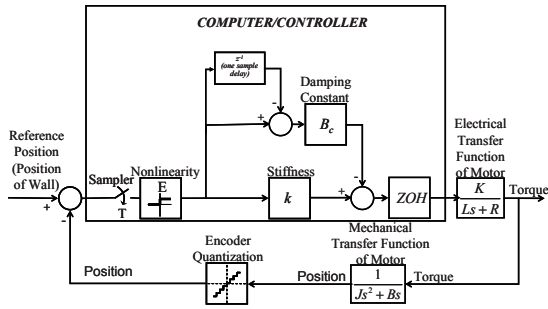 COMPUTER/CONTROLLER
z⁻¹
(one sample
delay)
Damping
Constant
-
+
B_c
Reference
Position
(Position
of Wall)
Sampler
Nonlinearity
E
T
Stiffness
k
+
-
ZOH
Electrical
Transfer
Function
of Motor
K
Ls + R
Torque
+
-
Mechanical
Transfer Function
of Motor
1
Js² + Bs
Torque
Position
Encoder
Quantization
Position